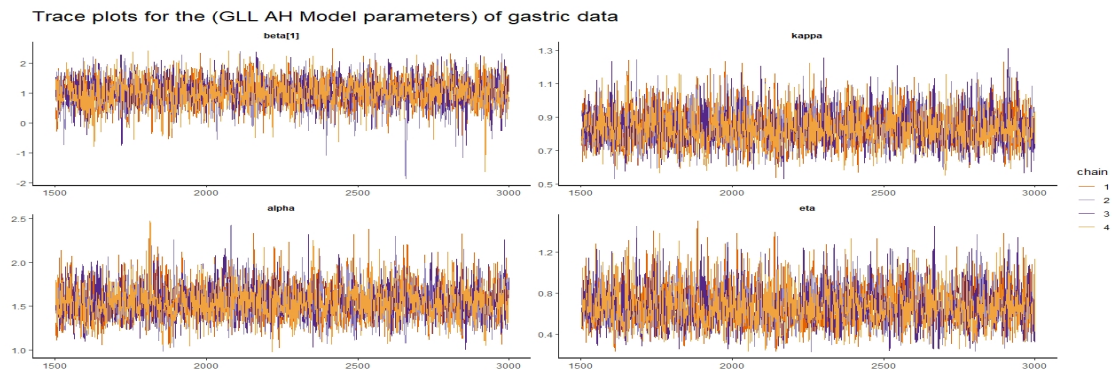 Trace plots for the (GLL AH Model parameters) of gastric data
beta[1]
2
1
0
-1
-2
1500 2000 2500 3000
kappa
1.3
1.1
0.9
0.7
0.5
1500 2000 2500 3000
alpha
2.5
2.0
1.5
1.0
1500 2000 2500 3000
eta
1.2
0.8
0.4
1500 2000 2500 3000
chain
1
2
3
4